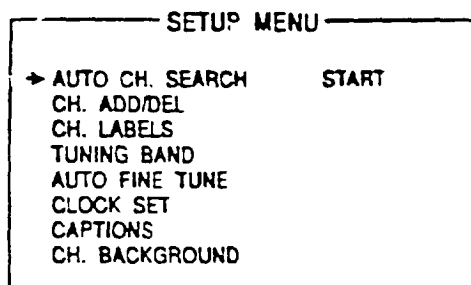 SETUP MENU
➔ AUTO CH. SEARCH START
CH. ADD/DEL
CH. LABELS
TUNING BAND
AUTO FINE TUNE
CLOCK SET
CAPTIONS
CH. BACKGROUND